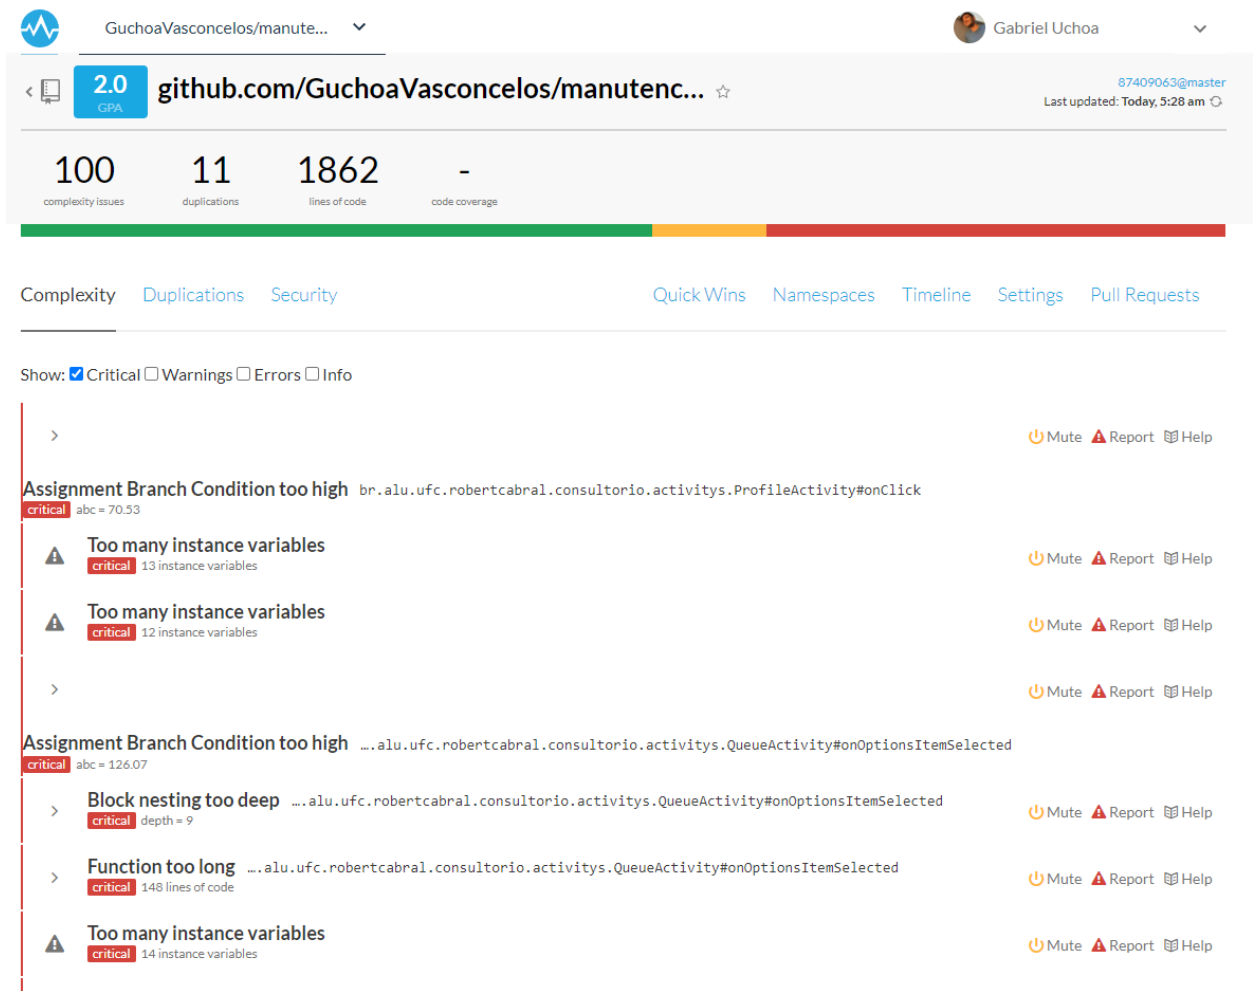 GuchoaVasconcelos/manute...
Gabriel Uchoa
2.0
GPA
github.com/GuchoaVasconcelos/manutenc...
87409063@master
Last updated: Today, 5:28 am
100
complexity issues
11
duplications
1862
lines of code
-
code coverage
Complexity Duplications Security Quick Wins Namespaces Timeline Settings Pull Requests
Show: Critical Warnings Errors Info
Mute Report Help
Assignment Branch Condition too high br.alu.ufc.robertcabral.consultorio.activitys.ProfileActivity#onClick
critical abc = 70.53
Too many instance variables
critical 13 instance variables
Mute Report Help
Too many instance variables
critical 12 instance variables
Mute Report Help
Mute Report Help
Assignment Branch Condition too high ….alu.ufc.robertcabral.consultorio.activitys.QueueActivity#onOptionsItemSelected
critical abc = 126.07
Block nesting too deep ….alu.ufc.robertcabral.consultorio.activitys.QueueActivity#onOptionsItemSelected
critical depth = 9
Mute Report Help
Function too long ….alu.ufc.robertcabral.consultorio.activitys.QueueActivity#onOptionsItemSelected
critical 148 lines of code
Mute Report Help
Too many instance variables
critical 14 instance variables
Mute Report Help